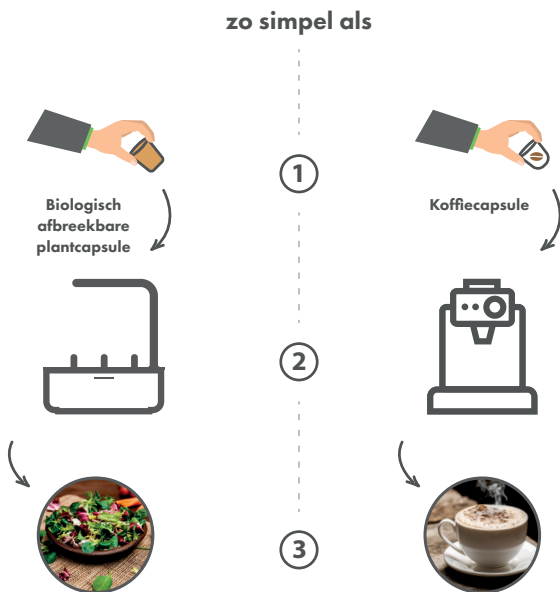 zo simpel als
1
Biologisch
afbreekbare
plantcapsule
Koffiecapsule
2
3